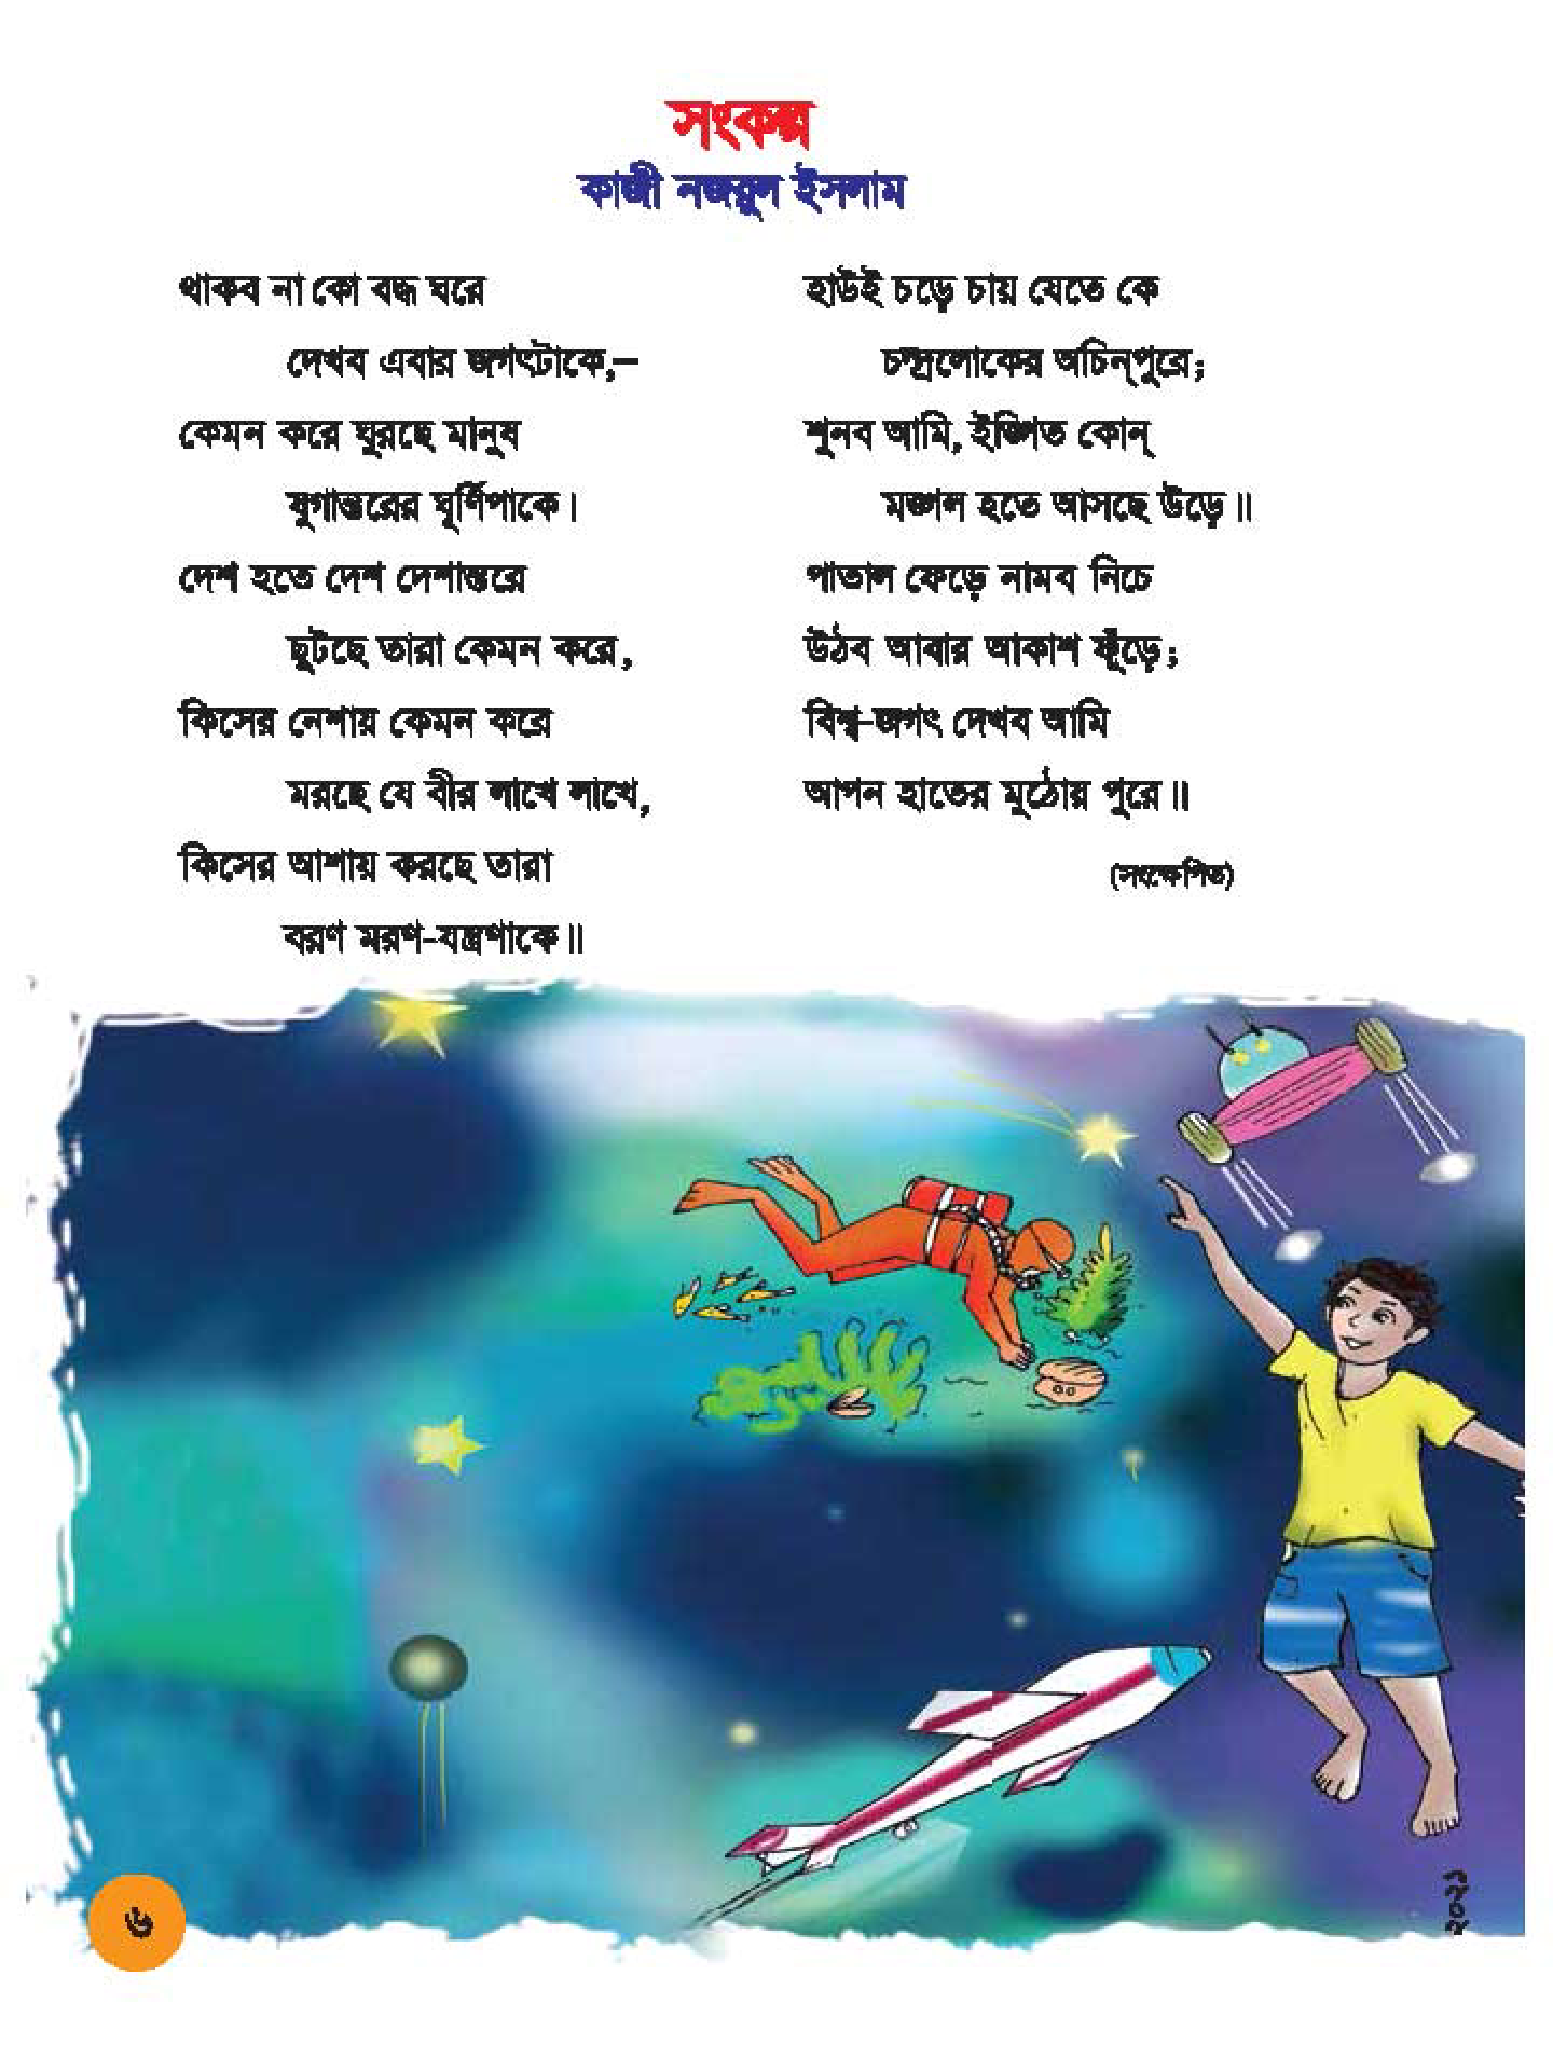 সংকল্প
কাজী নজরুল ইসলাম
থাকব না কো বদ্ধ ঘরে
দেখব এবার জগৎটাকে,–
কেমন করে ঘুরছে মানুষ
যুগান্তরের ঘূর্ণিপাকে।
দেশ হতে দেশ দেশান্তরে
ছুটছে তারা কেমন করে,
কিসের নেশায় কেমন করে
মরছে যে বীর লাখে লাখে,
কিসের আশায় করছে তারা
বরণ মরণ-যন্ত্রণাকে॥
হাউই চড়ে চায় যেতে কে
চন্দ্রলোকের অচিন্‌পুরে;
শুনব আমি, ইঙ্গিত কোন্‌
মঙ্গল হতে আসছে উড়ে॥
পাতাল ফেড়ে নামব নিচে
উঠব আবার আকাশ ফুঁড়ে;
বিশ্ব-জগৎ দেখব আমি
আপন হাতের মুঠোয় পুরে॥
(সংক্ষেপিত)
৬
২০২১